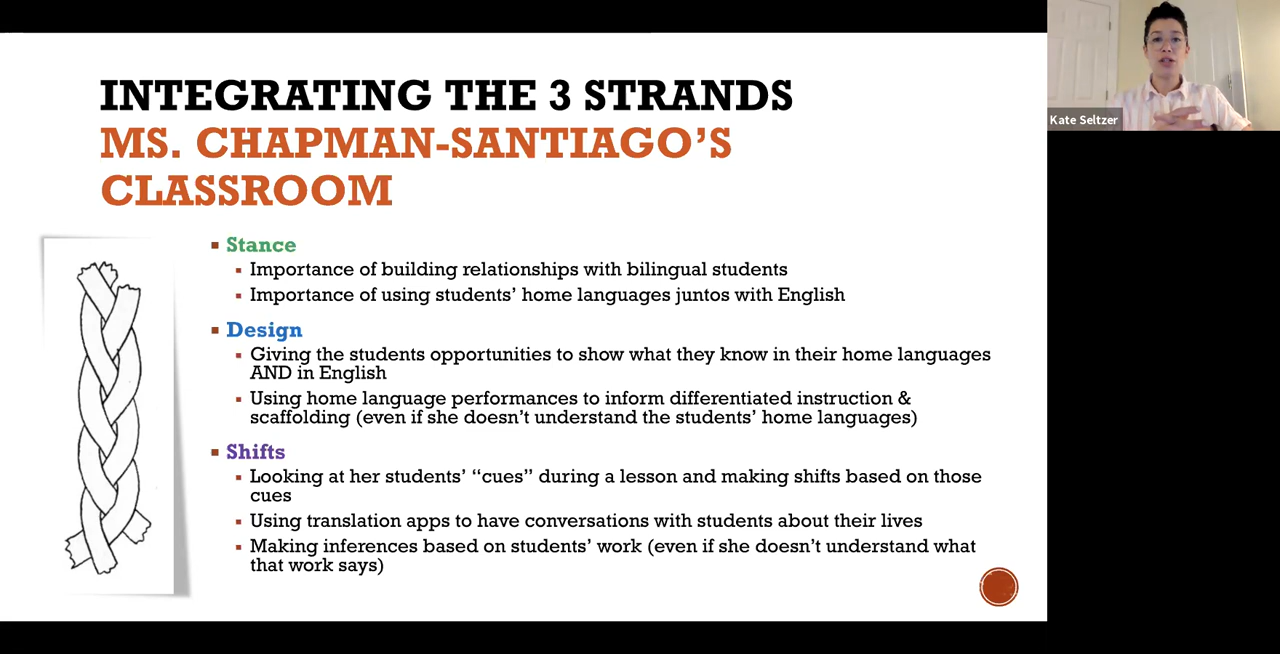 INTEGRATING THE 3 STRANDS
MS. CHAPMAN-SANTIAGO’S
CLASSROOM
Kate Seltzer
Stance
Importance of building relationships with bilingual students
Importance of using students’ home languages juntos with English
Design
Giving the students opportunities to show what they know in their home languages
AND in English
Using home language performances to inform differentiated instruction &
scaffolding (even if she doesn’t understand the students’ home languages)
Shifts
Looking at her students’ “cues” during a lesson and making shifts based on those
cues
Using translation apps to have conversations with students about their lives
Making inferences based on students’ work (even if she doesn’t understand what
that work says)